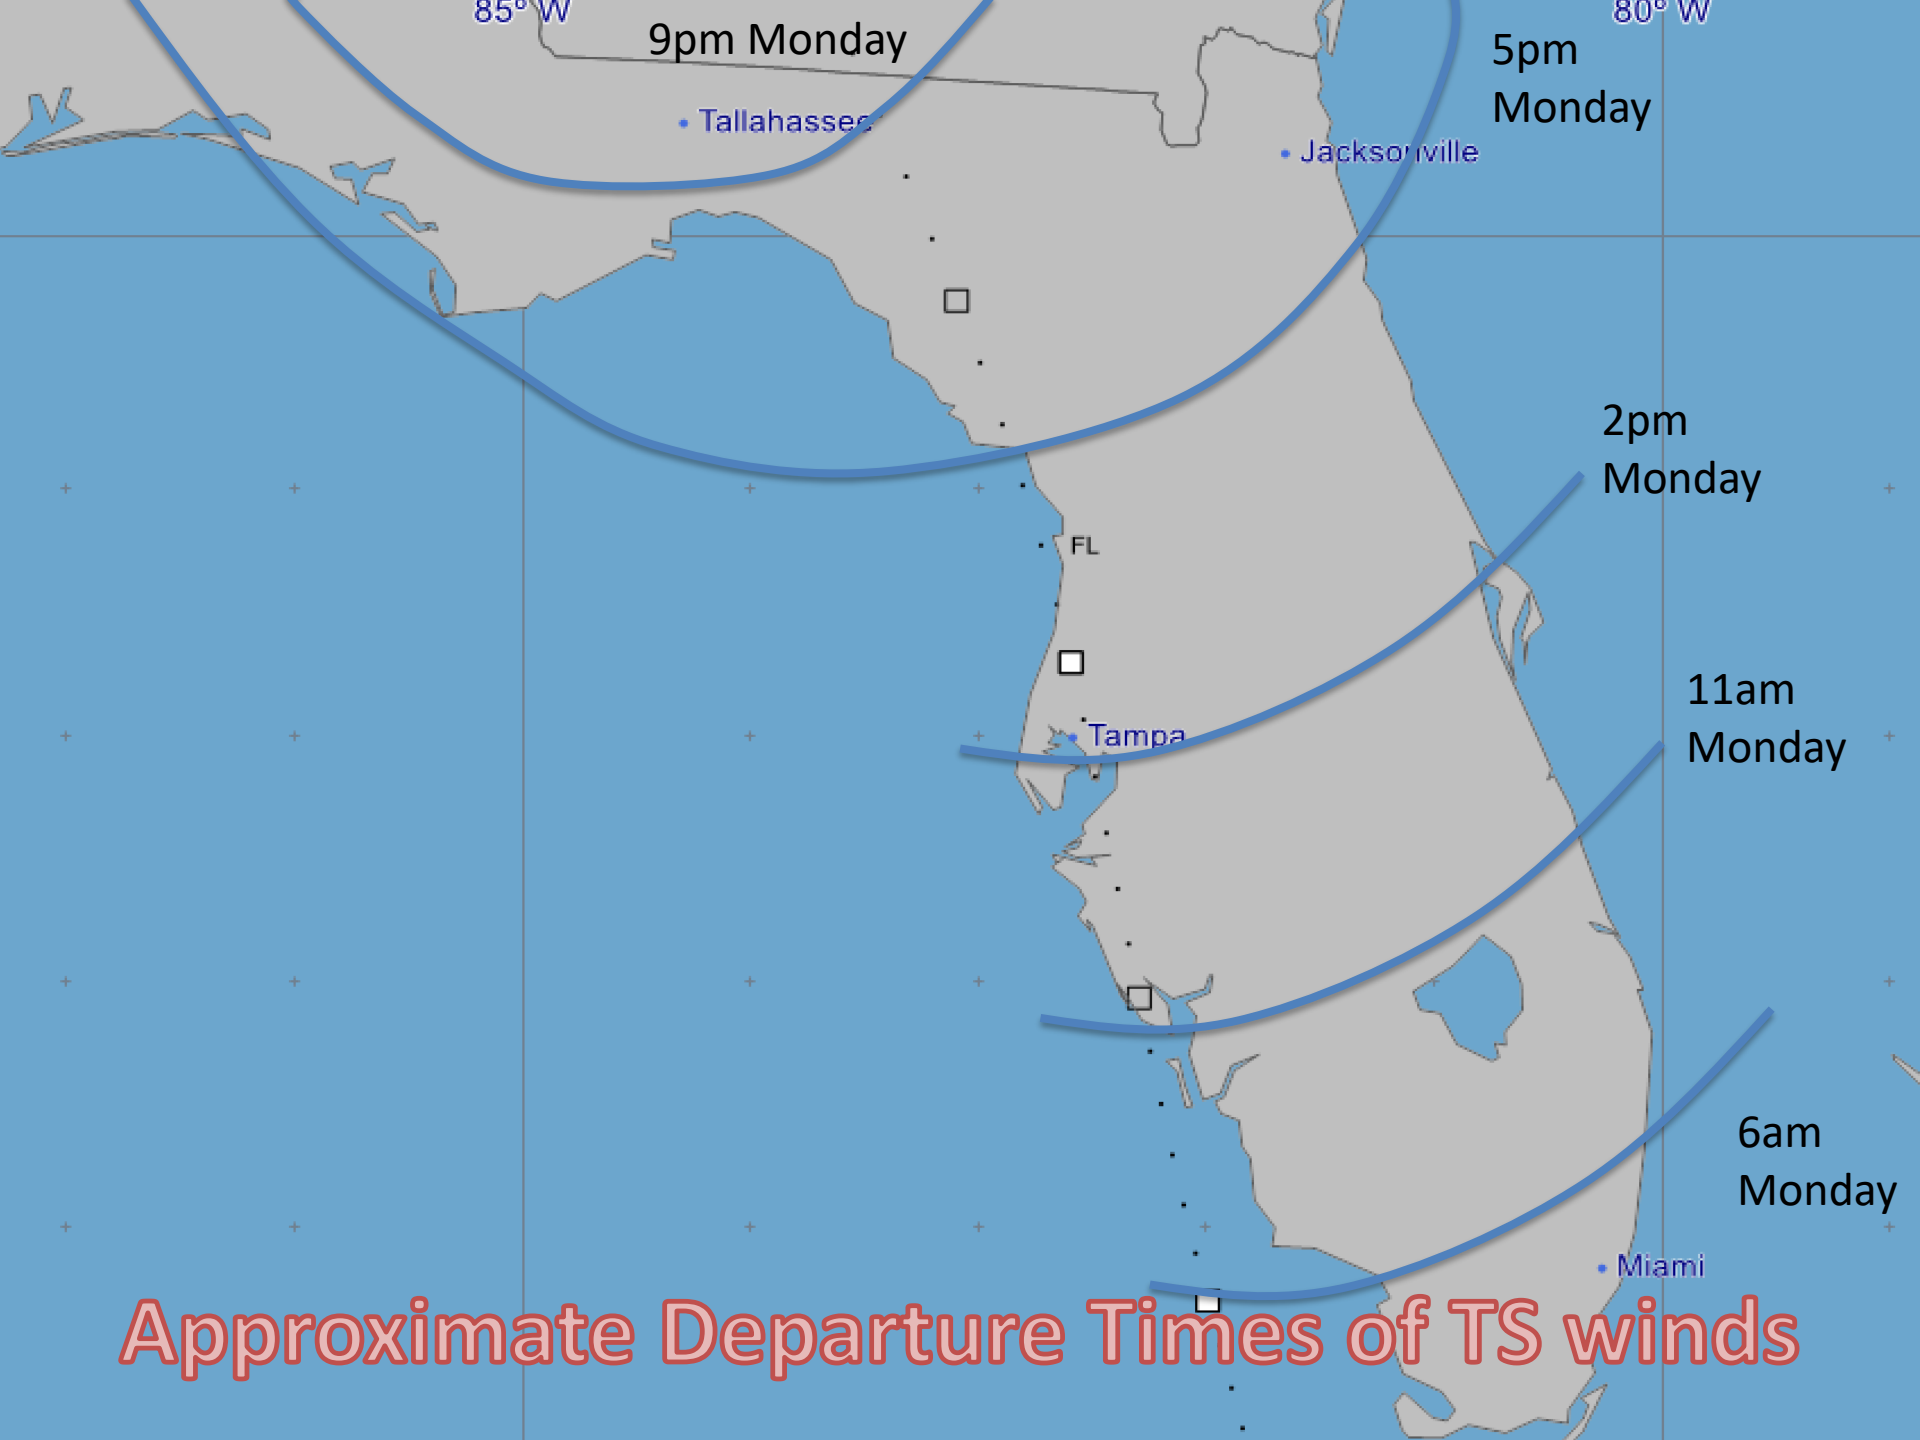 85° W
80° W
9pm Monday
5pm
Monday
Tallahassee
Jacksonville
2pm
Monday
FL
11am
Monday
Tampa
6am
Monday
Miami
Approximate Departure Times of TS winds